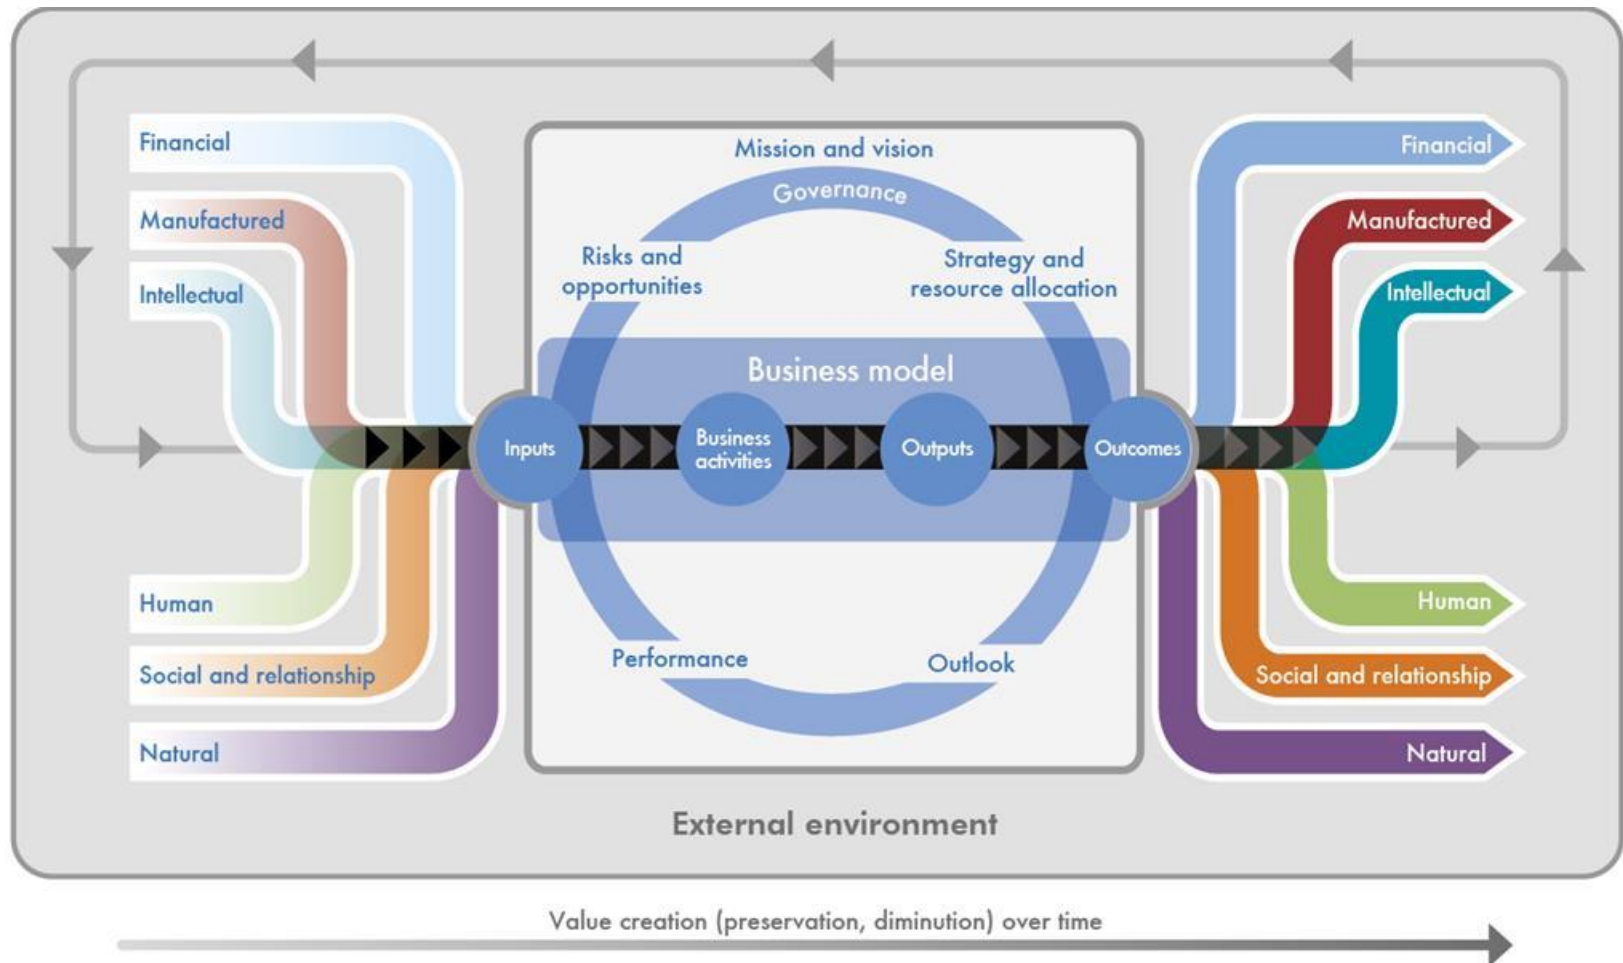 Financial
Manufactured
Intellectual
Human
Social and relationship
Natural
Mission and vision
Governance
Risks and
opportunities
Strategy and
resource allocation
Business model
Inputs
Business
activities
Outputs
Outcomes
Performance
Outlook
Financial
Manufactured
Intellectual
Human
Social and relationship
Natural
External environment
Value creation (preservation, diminution) over time